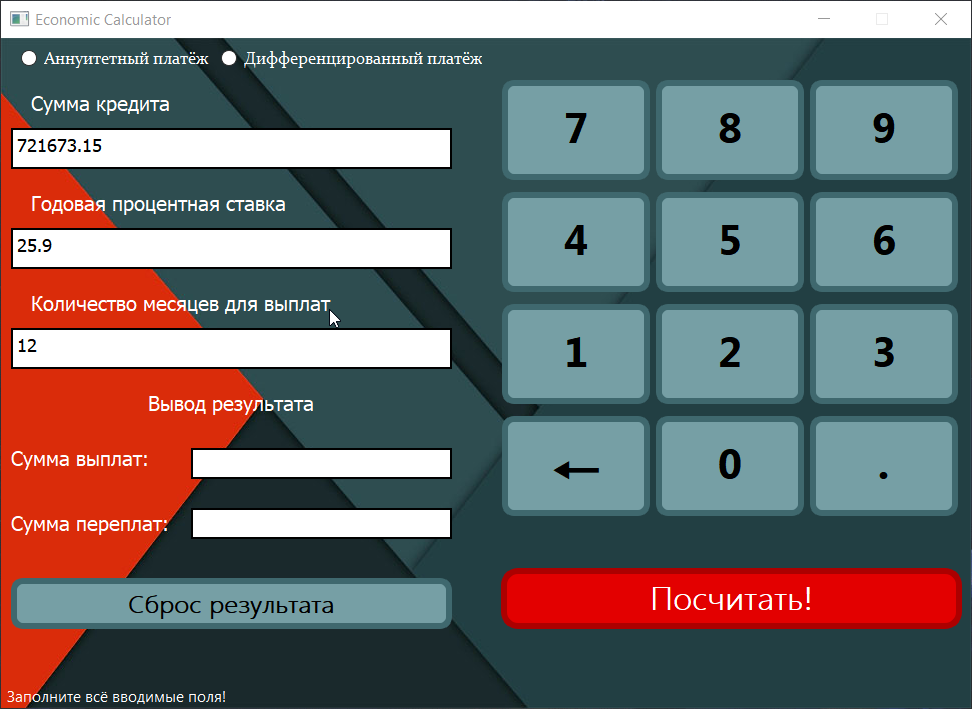 Economic Calculator
Аннуитетный платёж Дифференцированный платёж
Сумма кредита
721673.15
Годовая процентная ставка
25.9
Количество месяцев для выплат
12
Вывод результата
Сумма выплат:
Сумма переплат:
Сброс результата
7 8 9
4 5 6
1 2 3
← 0 .
Посчитать!
Заполните всё вводимые поля!